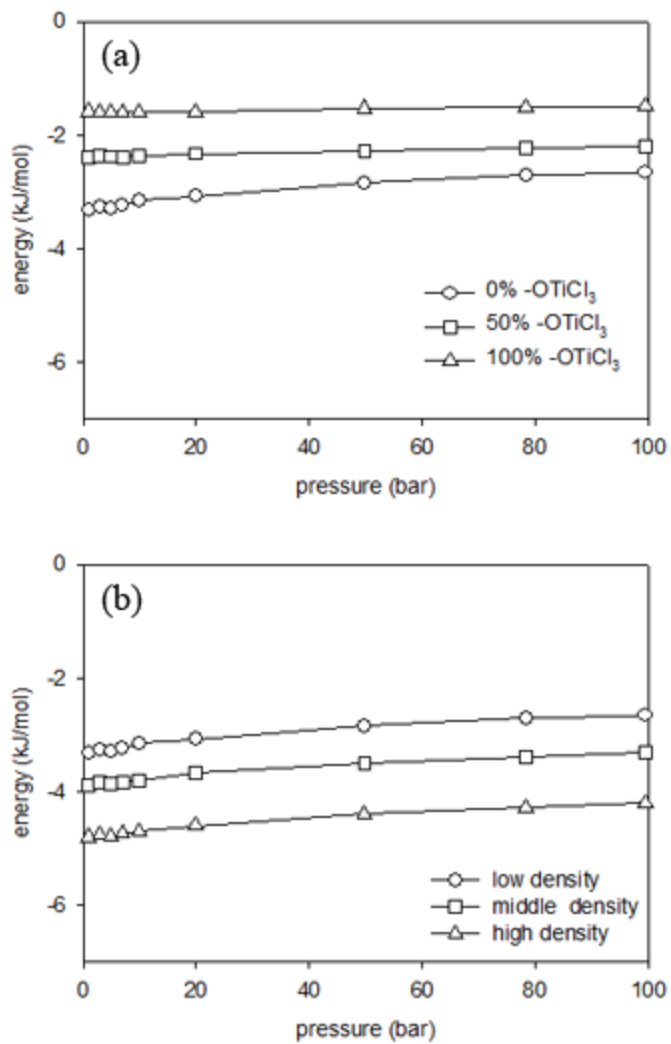 (a)
0
-2
-4
-6
energy (kJ/mol)
0% -OTiCl₃
50% -OTiCl₃
100% -OTiCl₃
0 20 40 60 80 100
pressure (bar)
(b)
0
-2
-4
-6
energy (kJ/mol)
low density
middle density
high density
0 20 40 60 80 100
pressure (bar)